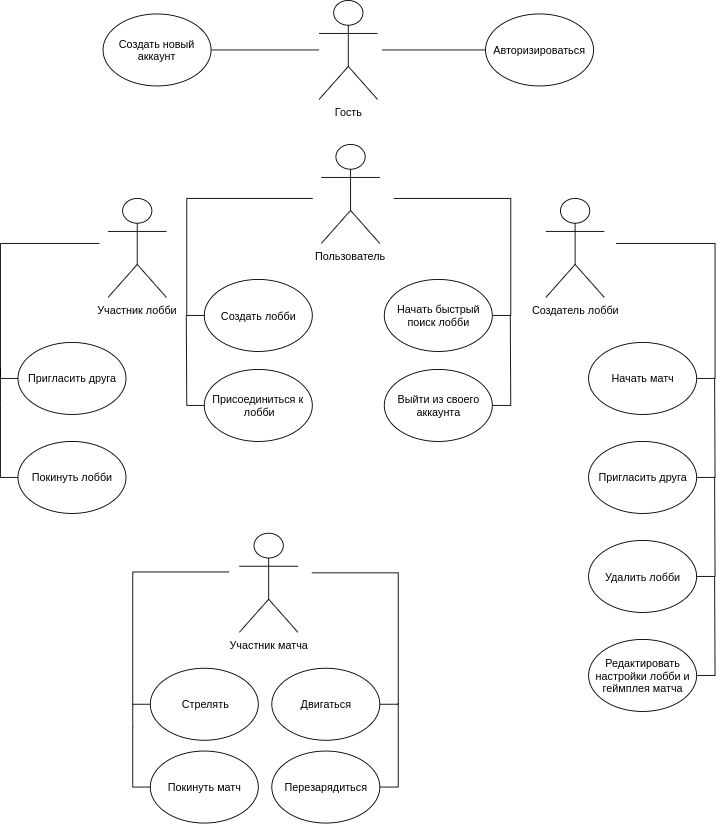 Создать новый
аккаунт
Авторизироваться
Гость
Пользователь
Участник лобби
Создатель лобби
Создать лобби
Начать быстрый
поиск лобби
Пригласить друга
Присоединиться к
лобби
Выйти из своего
аккаунта
Начать матч
Покинуть лобби
Пригласить друга
Удалить лобби
Участник матча
Редактировать
настройки лобби и
геймплея матча
Стрелять
Двигаться
Покинуть матч
Перезарядиться